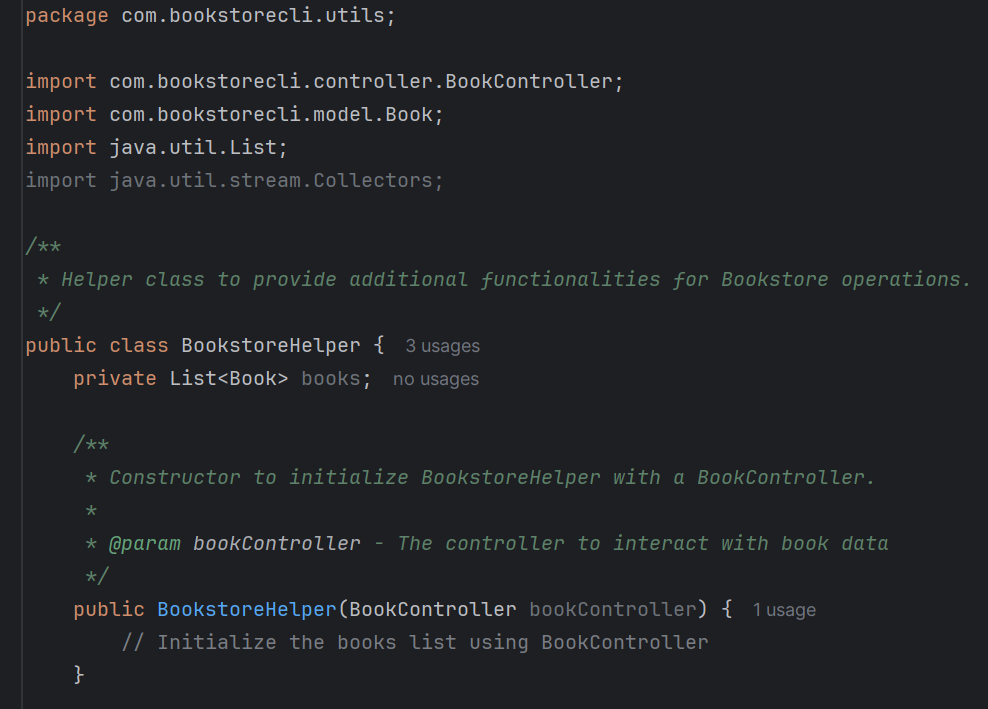 package com.bookstorecli.utils;
import com.bookstorecli.controller.BookController;
import com.bookstorecli.model.Book;
import java.util.List;
import java.util.stream.Collectors;
/**
 * Helper class to provide additional functionalities for Bookstore operations.
 */
public class BookstoreHelper {  3 usages
    private List<Book> books;  no usages
    /**
     * Constructor to initialize BookstoreHelper with a BookController.
     *
     * @param bookController - The controller to interact with book data
     */
    public BookstoreHelper(BookController bookController) {  1 usage
        // Initialize the books list using BookController
    }